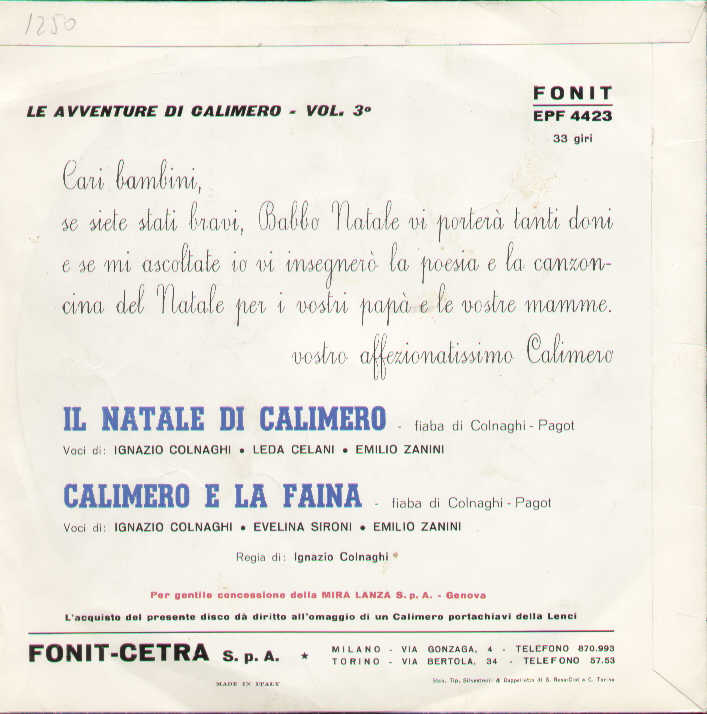 1250
LE AVVENTURE DI CALIMERO - VOL. 3º
FONIT
EPF 4423
33 giri
Cari bambini,
se siete stati bravi, Babbo Natale vi porterà tanti doni
e se mi ascoltate io vi insegnerò la poesia e la canzon-
cina del Natale per i vostri papà e le vostre mamme.
vostro affezionatissimo Calimero
IL NATALE DI CALIMERO - fiaba di Colnaghi - Pagot
Voci di: IGNAZIO COLNAGHI • LEDA CELANI • EMILIO ZANINI
CALIMERO E LA FAINA - fiaba di Colnaghi - Pagot
Voci di: IGNAZIO COLNAGHI • EVELINA SIRONI • EMILIO ZANINI
Regia di: Ignazio Colnaghi
Per gentile concessione della MIRA LANZA S.p.A. - Genova
L'acquisto del presente disco dà diritto all'omaggio di un Calimero portachiavi della Lenci
FONIT-CETRA S.p.A. ★ MILANO - VIA GONZAGA, 4 - TELEFONO 870.993
TORINO - VIA BERTOLA, 34 - TELEFONO 57.53
MADE IN ITALY
Tip. Silvestrelli & Cappelletto di S. C. Torino